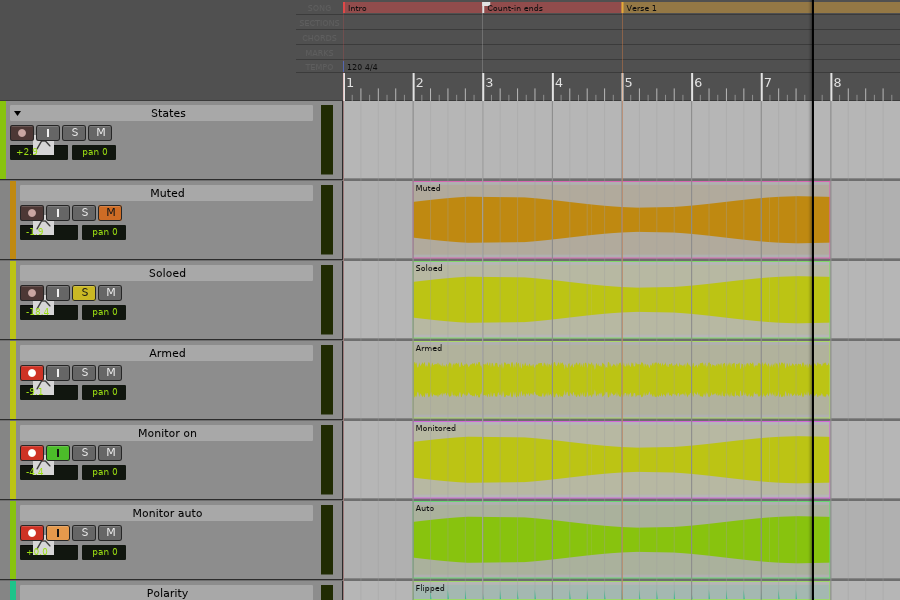 SONG Intro Count-in ends Verse 1
SECTIONS
CHORDS
MARKS
TEMPO 120 4/4
1 2 3 4 5 6 7 8
States
I S M
pan 0
Muted Muted
I S M
pan 0
Soloed Soloed
I S M
pan 0
Armed Armed
I S M
pan 0
Monitor on Monitored
I S M
pan 0
Monitor auto Auto
I S M
pan 0
Polarity Flipped